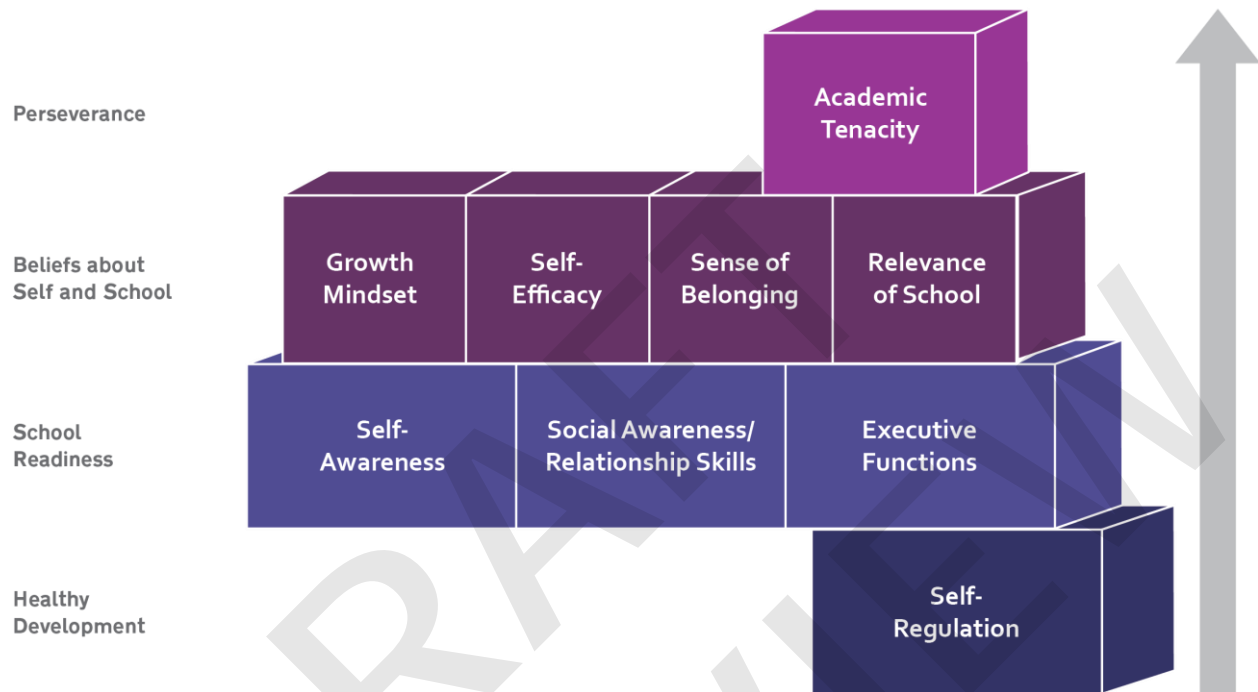 Perseverance
Academic
Tenacity
Beliefs about
Self and School
Growth
Mindset
Self-
Efficacy
Sense of
Belonging
Relevance
of School
School
Readiness
Self-
Awareness
Social Awareness/
Relationship Skills
Executive
Functions
Healthy
Development
Self-
Regulation